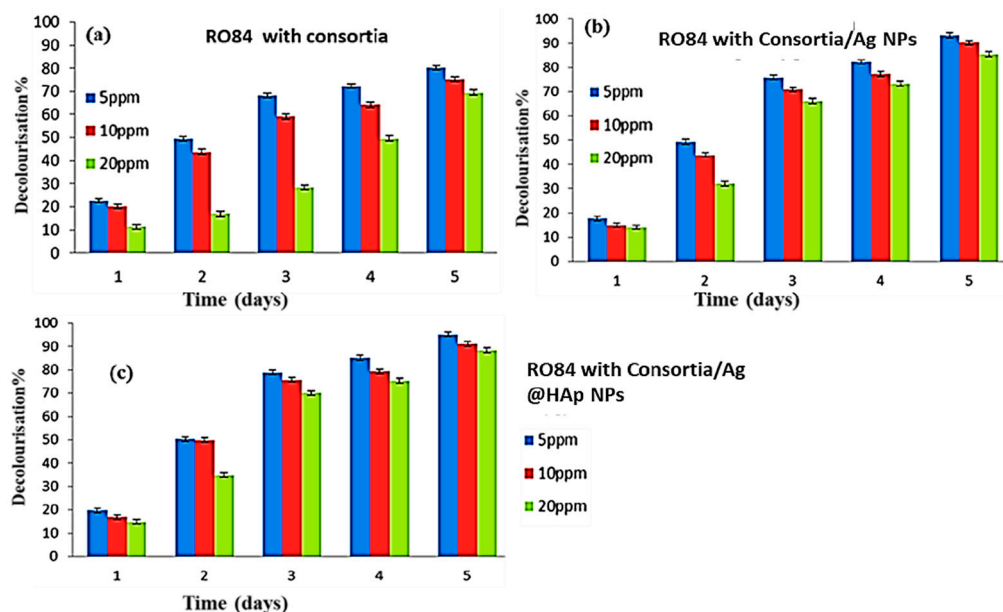 (a)
RO84 with consortia
Decolourisation%
100
90
80
70
60
50
40
30
20
10
0
5ppm
10ppm
20ppm
1 2 3 4 5
Time (days)
(b)
RO84 with Consortia/Ag NPs
Decolourisation%
100
90
80
70
60
50
40
30
20
10
0
5ppm
10ppm
20ppm
1 2 3 4 5
Time (days)
(c)
Decolourisation%
100
90
80
70
60
50
40
30
20
10
0
1 2 3 4 5
Time (days)
RO84 with Consortia/Ag
@HAp NPs
5ppm
10ppm
20ppm